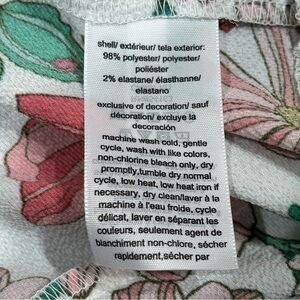 shell/ extérieur/ tela exterior:
98% polyester/ polyester/
poliéster
2% elastane/ élasthanne/
elastano
exclusive of decoration/ sauf
décoration/ excluye la
decoración
machine wash cold, gentle
cycle, wash with like colors,
non-chlorine bleach only, dry
promptly,tumble dry normal
cycle, low heat, low heat iron if
necessary, dry clean/laver à la
machine à l'eau froide, cycle
délicat, laver en séparant les
couleurs, seulement agent de
blanchiment non-chlore, sécher
rapidement,sécher par